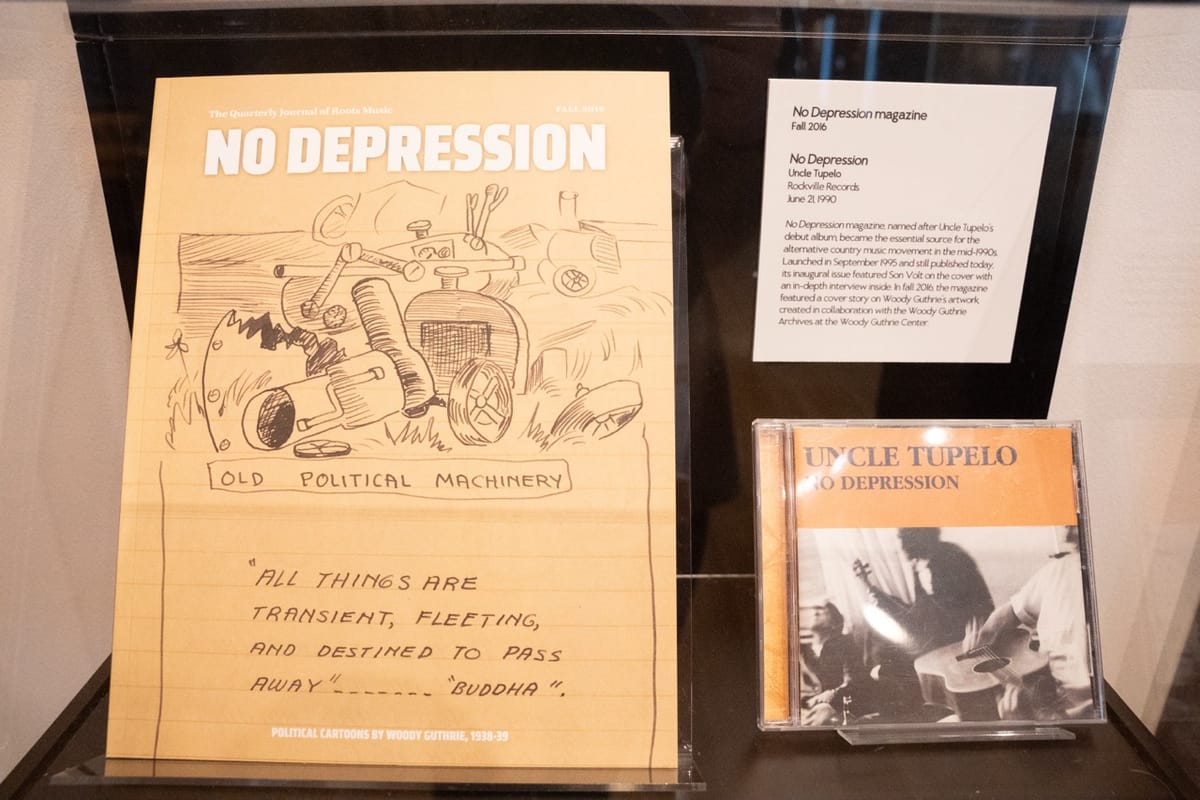 The Quarterly Journal of Roots Music
FALL 2016
NO DEPRESSION
OLD POLITICAL MACHINERY
"ALL THINGS ARE
TRANSIENT, FLEETING,
AND DESTINED TO PASS
AWAY"------- "BUDDHA".
POLITICAL CARTOONS BY WOODY GUTHRIE, 1938-39
No Depression magazine
Fall 2016
No Depression
Uncle Tupelo
Rockville Records
June 21, 1990
No Depression magazine, named after Uncle Tupelo's
debut album, became the essential source for the
alternative country music movement in the mid-1990s.
Launched in September 1995 and still published today,
its inaugural issue featured Son Volt on the cover with
an in-depth interview inside. In fall 2016, the magazine
featured a cover story on Woody Guthrie's artwork,
created in collaboration with the Woody Guthrie
Archives at the Woody Guthrie Center.
UNCLE TUPELO
NO DEPRESSION